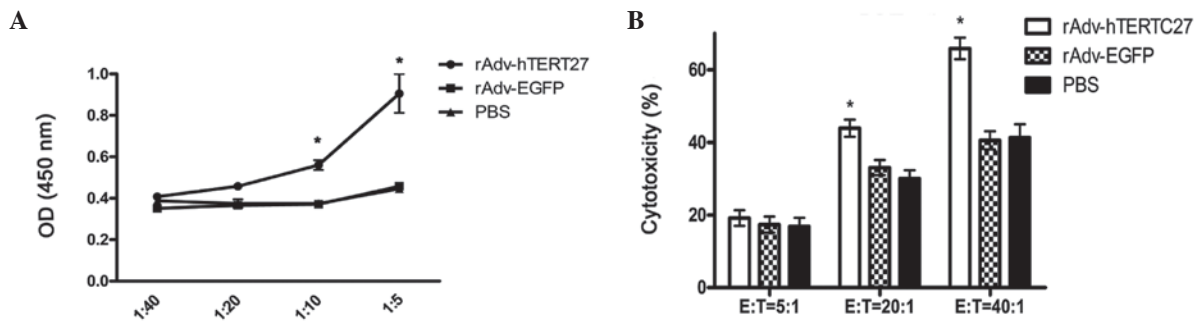 A
OD (450 nm)
1.0
0.8
0.6
0.4
0.2
0.0
1:40
1:20
1:10
1:5
*
*
rAdv-hTERT27
rAdv-EGFP
PBS
B
Cytotoxicity (%)
60
40
20
0
E:T=5:1
E:T=20:1
E:T=40:1
*
*
rAdv-hTERTC27
rAdv-EGFP
PBS